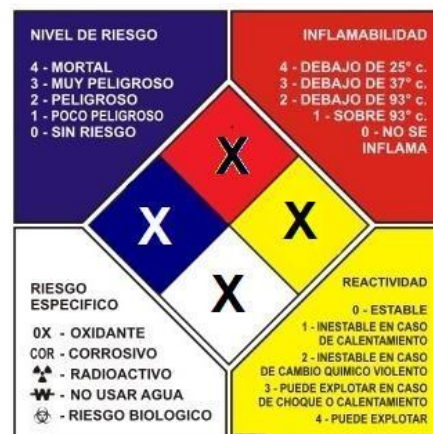 NIVEL DE RIESGO
4 - MORTAL
3 - MUY PELIGROSO
2 - PELIGROSO
1 - POCO PELIGROSO
0 - SIN RIESGO
INFLAMABILIDAD
4 - DEBAJO DE 25° c.
3 - DEBAJO DE 37° c.
2 - DEBAJO DE 93° c.
1 - SOBRE 93° c.
0 - NO SE
INFLAMA
X
X
X
X
RIESGO
ESPECIFICO
OX - OXIDANTE
COR - CORROSIVO
☢ - RADIOACTIVO
W - NO USAR AGUA
☣ - RIESGO BIOLOGICO
REACTIVIDAD
0 - ESTABLE
1 - INESTABLE EN CASO
DE CALENTAMIENTO
2 - INESTABLE EN CASO
DE CAMBIO QUIMICO VIOLENTO
3 - PUEDE EXPLOTAR EN CASO
DE CHOQUE O CALENTAMIENTO
4 - PUEDE EXPLOTAR